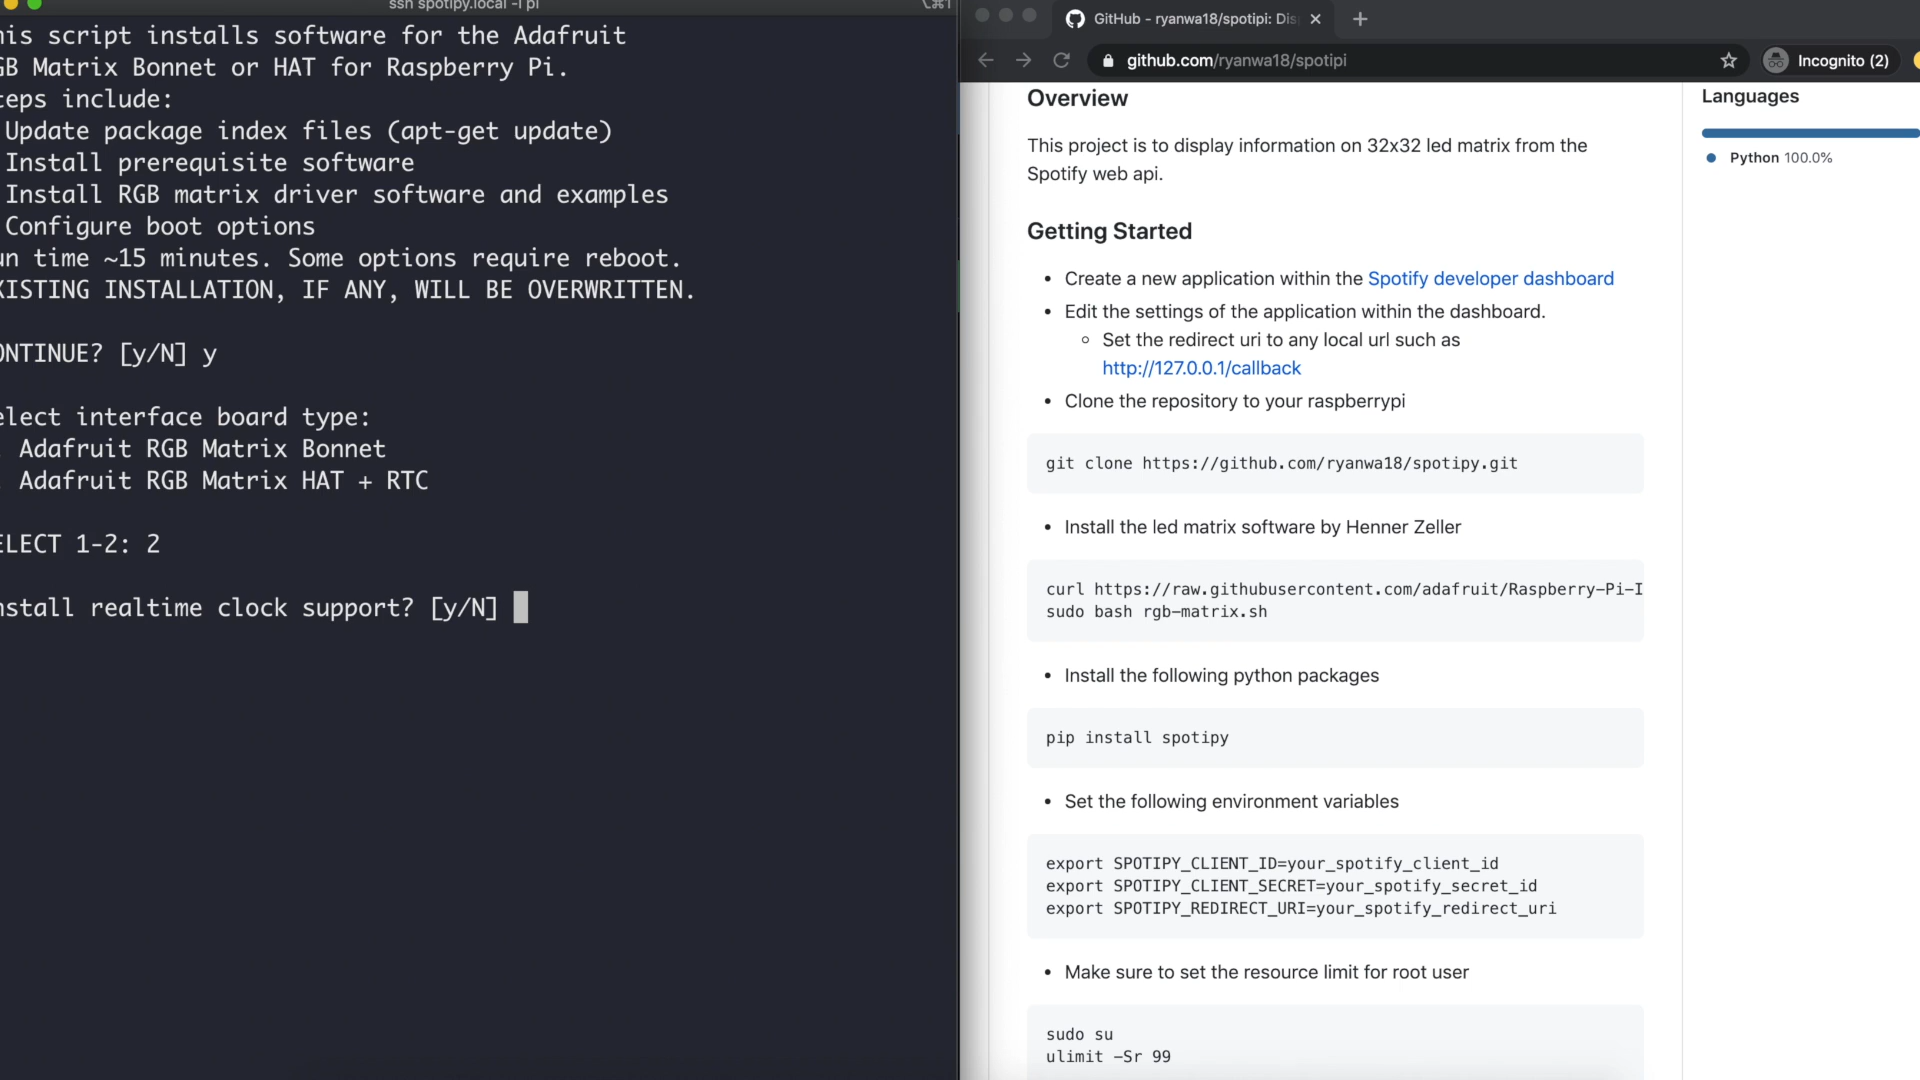 ssh spotipy.local -l pi
⌥⌘1
his script installs software for the Adafruit
GB Matrix Bonnet or HAT for Raspberry Pi.
teps include:
Update package index files (apt-get update)
Install prerequisite software
Install RGB matrix driver software and examples
Configure boot options
un time ~15 minutes. Some options require reboot.
XISTING INSTALLATION, IF ANY, WILL BE OVERWRITTEN.
ONTINUE? [y/N] y
elect interface board type:
. Adafruit RGB Matrix Bonnet
. Adafruit RGB Matrix HAT + RTC
ELECT 1-2: 2
nstall realtime clock support? [y/N]
GitHub - ryanwa18/spotipi: Dis
github.com/ryanwa18/spotipi
Incognito (2)
Overview
This project is to display information on 32x32 led matrix from the
Spotify web api.
Getting Started
• Create a new application within the Spotify developer dashboard
• Edit the settings of the application within the dashboard.
○ Set the redirect uri to any local url such as
http://127.0.0.1/callback
• Clone the repository to your raspberrypi
git clone https://github.com/ryanwa18/spotipy.git
• Install the led matrix software by Henner Zeller
curl https://raw.githubusercontent.com/adafruit/Raspberry-Pi-I
sudo bash rgb-matrix.sh
• Install the following python packages
pip install spotipy
• Set the following environment variables
export SPOTIPY_CLIENT_ID=your_spotify_client_id
export SPOTIPY_CLIENT_SECRET=your_spotify_secret_id
export SPOTIPY_REDIRECT_URI=your_spotify_redirect_uri
• Make sure to set the resource limit for root user
sudo su
ulimit -Sr 99
Languages
Python 100.0%